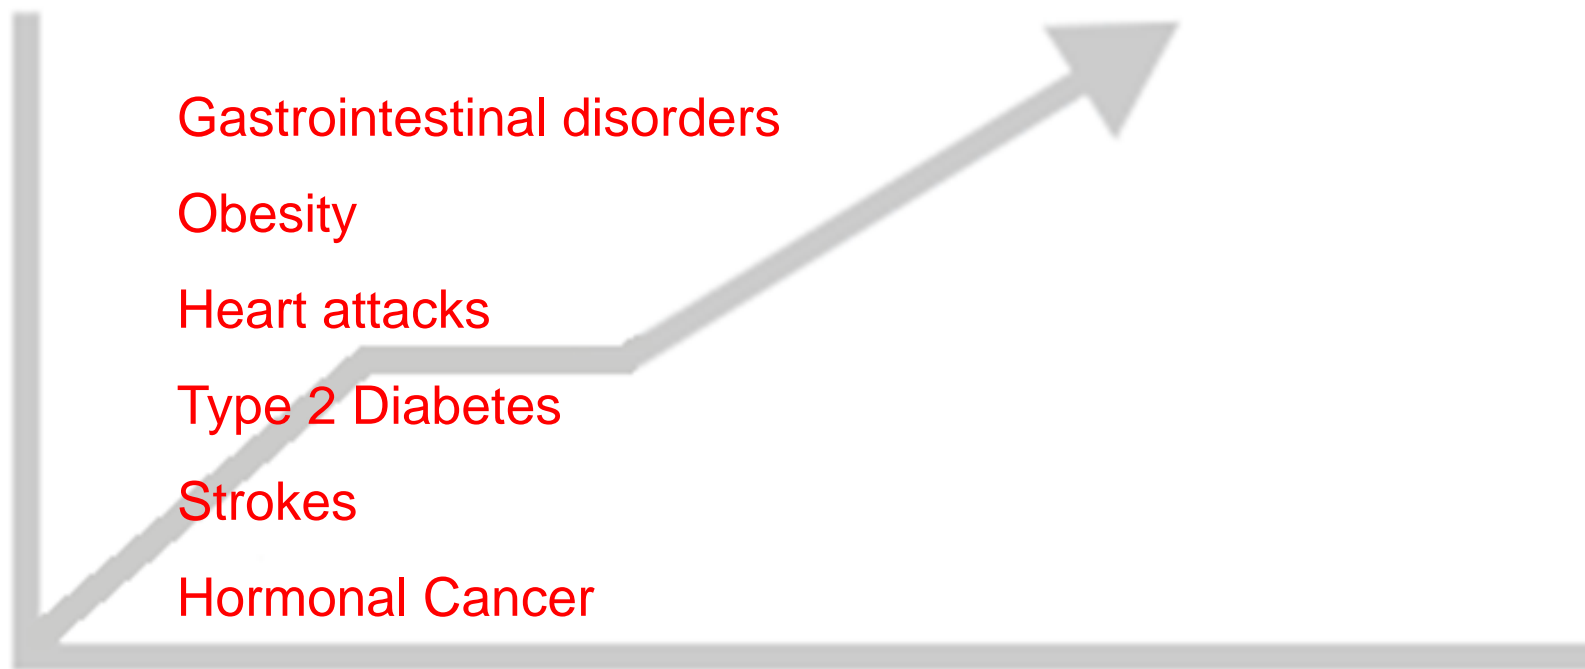 Gastrointestinal disorders
Obesity
Heart attacks
Type 2 Diabetes
Strokes
Hormonal Cancer